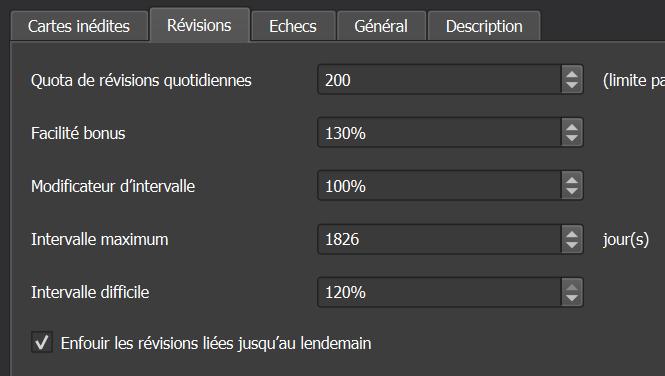 Cartes inédites Révisions Echecs Général Description
Quota de révisions quotidiennes 200 (limite pa
Facilité bonus 130%
Modificateur d’intervalle 100%
Intervalle maximum 1826 jour(s)
Intervalle difficile 120%
Enfouir les révisions liées jusqu’au lendemain